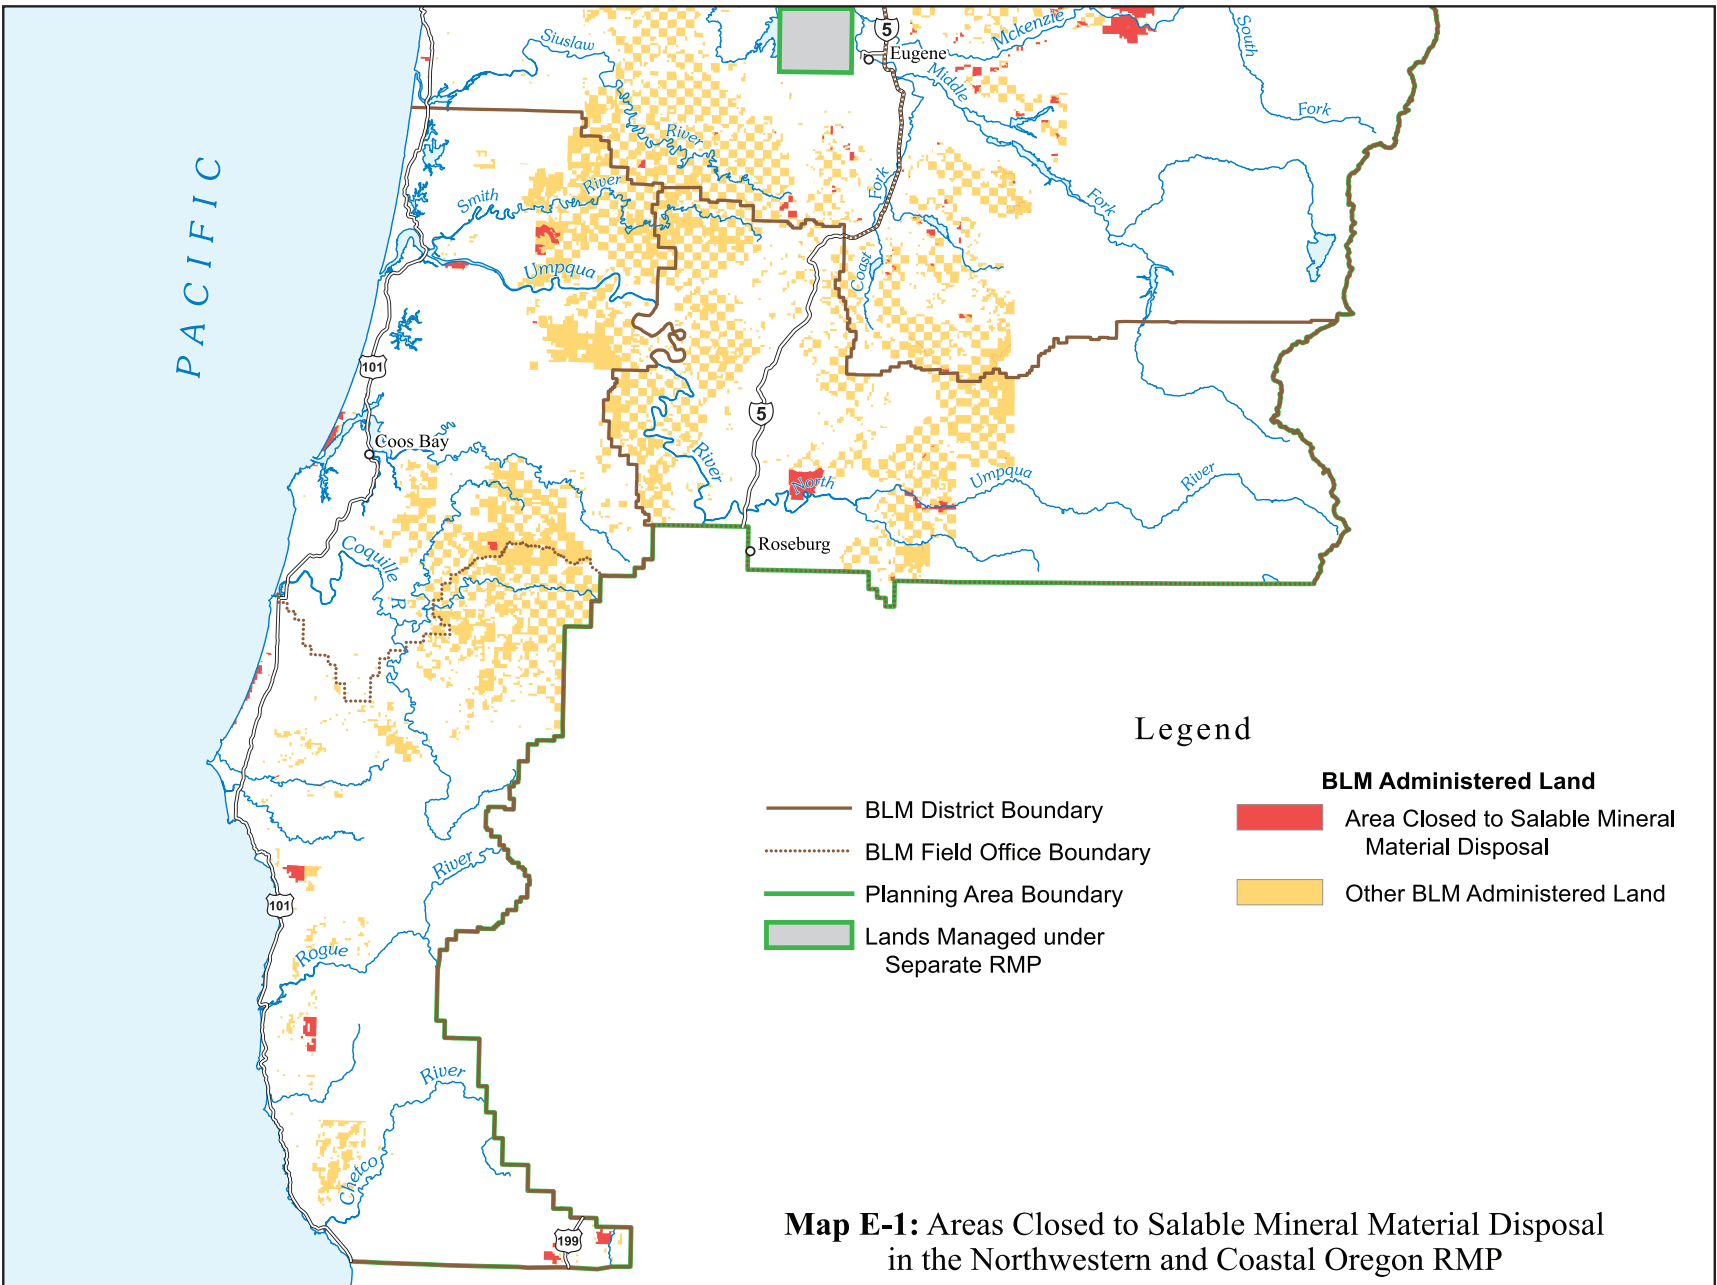 Siuslaw
5
Eugene
Mckenzie
South
Fork
Middle
River
Fork
Fork
PACIFIC
Smith
River
Umpqua
Coast
101
5
Coos Bay
River
North
Umpqua
River
Roseburg
Coquille
R
Legend
BLM District Boundary
BLM Field Office Boundary
Planning Area Boundary
Lands Managed under
Separate RMP
BLM Administered Land
Area Closed to Salable Mineral
Material Disposal
Other BLM Administered Land
River
101
Rogue
River
Chetco
199
Map E-1: Areas Closed to Salable Mineral Material Disposal
in the Northwestern and Coastal Oregon RMP